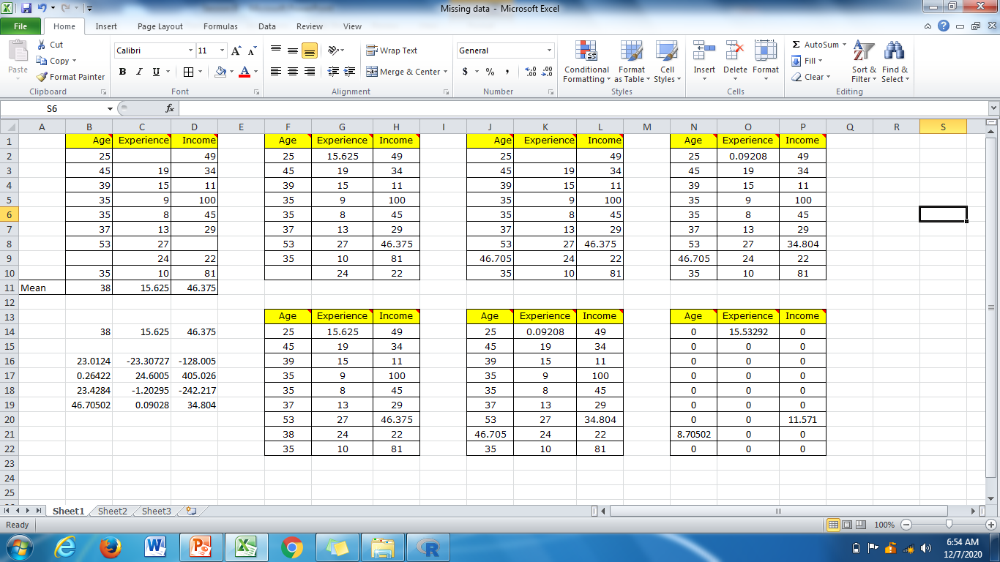 Missing data - Microsoft Excel
File Home Insert Page Layout Formulas Data Review View
Cut
Copy
Format Painter
Paste
Clipboard
Calibri 11
B I U A
Font
Wrap Text
Merge & Center
Alignment
General
$ % ,
Number
Conditional Formatting
Format as Table
Cell Styles
Styles
Insert Delete Format
Cells
Σ AutoSum
Fill
Clear
Sort & Filter
Find & Select
Editing
S6 fx
A B C D E F G H I J K L M N O P Q R S
1 Age Experience Income Age Experience Income Age Experience Income Age Experience Income
2 25 49 25 15.625 49 25 49 25 0.09208 49
3 45 19 34 45 19 34 45 19 34 45 19 34
4 39 15 11 39 15 11 39 15 11 39 15 11
5 35 9 100 35 9 100 35 9 100 35 9 100
6 35 8 45 35 8 45 35 8 45 35 8 45
7 37 13 29 37 13 29 37 13 29 37 13 29
8 53 27 53 27 46.375 53 27 46.375 53 27 34.804
9 24 22 35 10 81 46.705 24 22 46.705 24 22
10 35 10 81 24 22 35 10 81 35 10 81
11 Mean 38 15.625 46.375
12
13 Age Experience Income Age Experience Income Age Experience Income
14 38 15.625 46.375 25 15.625 49 25 0.09208 49 0 15.53292 0
15 45 19 34 45 19 34 0 0 0
16 23.0124 -23.30727 -128.005 39 15 11 39 15 11 0 0 0
17 0.26422 24.6005 405.026 35 9 100 35 9 100 0 0 0
18 23.4284 -1.20295 -242.217 35 8 45 35 8 45 0 0 0
19 46.70502 0.09028 34.804 37 13 29 37 13 29 0 0 0
20 53 27 46.375 53 27 34.804 0 0 11.571
21 38 24 22 46.705 24 22 8.70502 0 0
22 35 10 81 35 10 81 0 0 0
23
24
25
Sheet1 Sheet2 Sheet3
Ready 100%
6:54 AM
12/7/2020